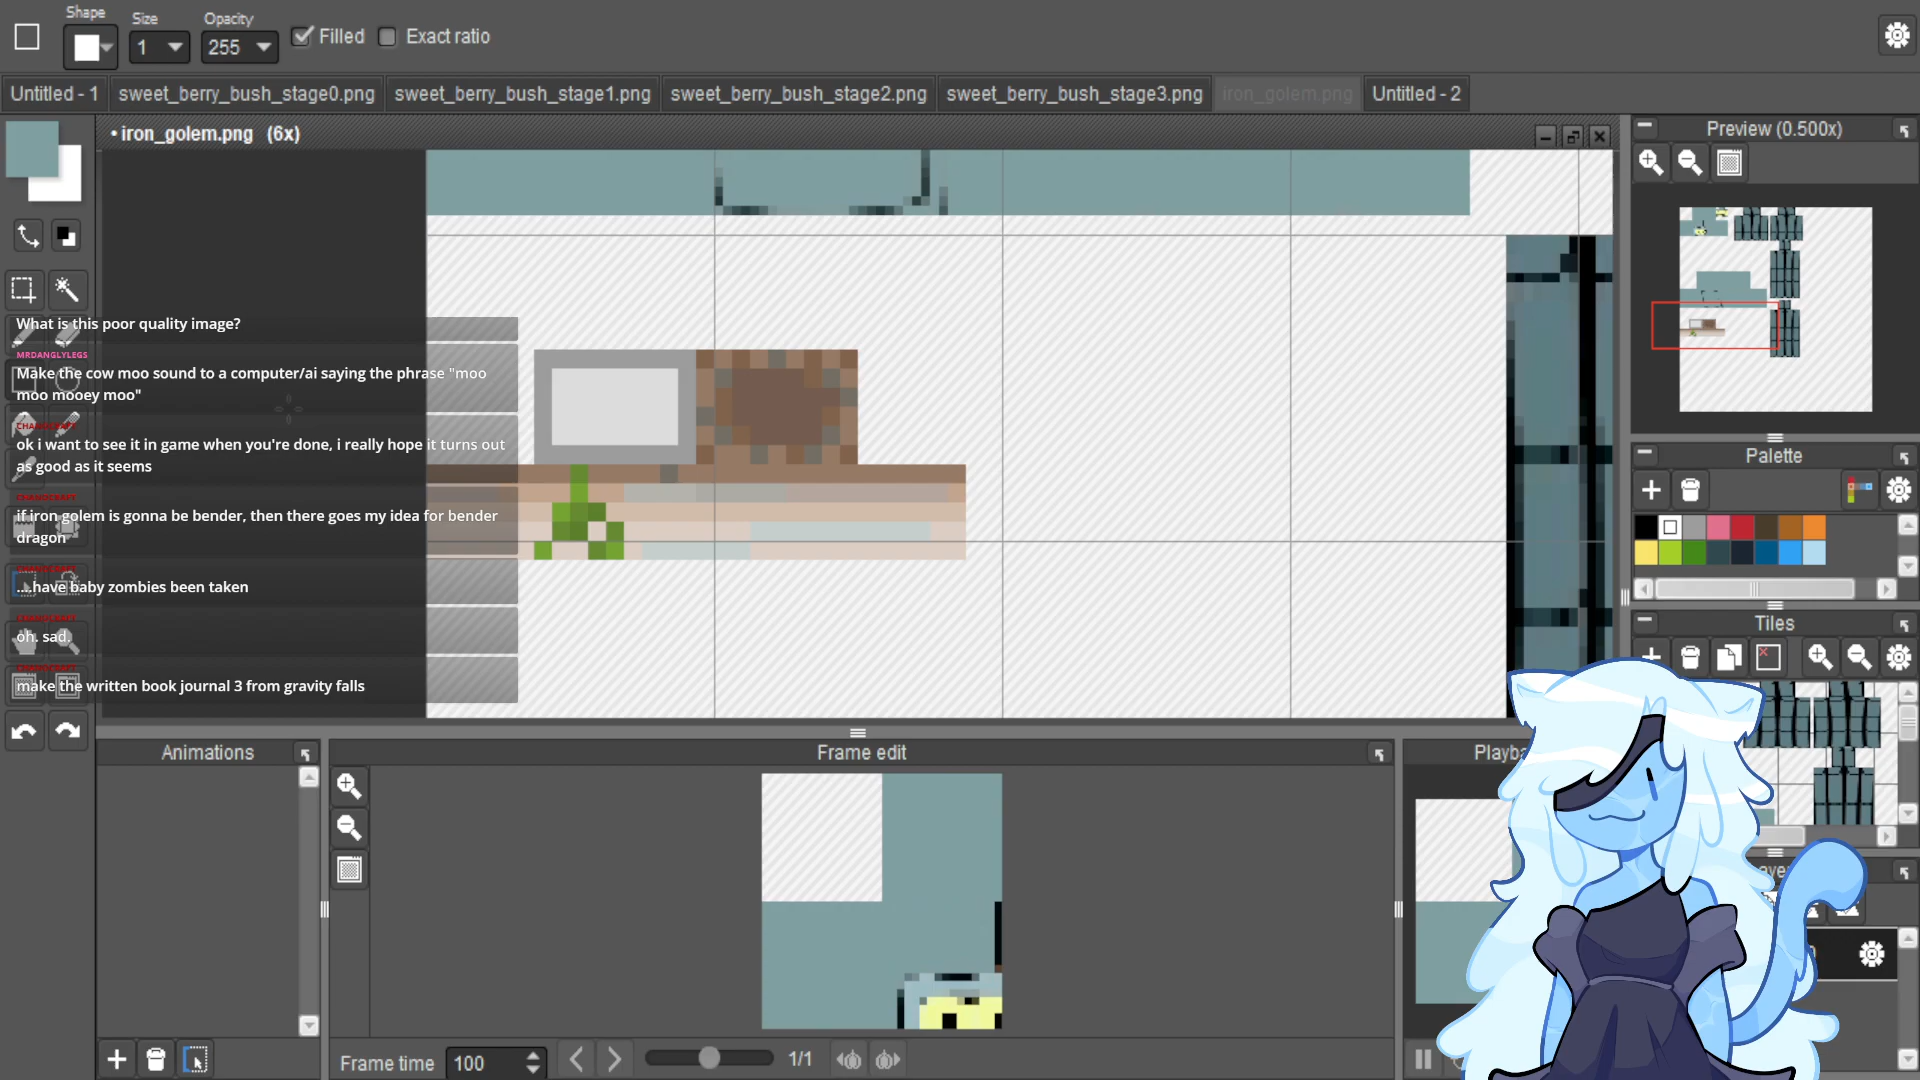 Shape
Size
Opacity
1
255
Filled
Exact ratio
Untitled - 1
sweet_berry_bush_stage0.png
sweet_berry_bush_stage1.png
sweet_berry_bush_stage2.png
sweet_berry_bush_stage3.png
iron_golem.png
Untitled - 2
• iron_golem.png (6x)
Preview (0.500x)
What is this poor quality image?
MRDANGLYLEGS
Make the cow moo sound to a computer/ai saying the phrase "moo
moo mooey moo"
CHANGCRAFT
ok i want to see it in game when you're done, i really hope it turns out
as good as it seems
CHANGCRAFT
if iron golem is gonna be bender, then there goes my idea for bender
dragon
CHANGCRAFT
....have baby zombies been taken
CHANGCRAFT
oh. sad.
CHANGCRAFT
make the written book journal 3 from gravity falls
Palette
Tiles
Animations
Frame edit
Frame time
100
1/1